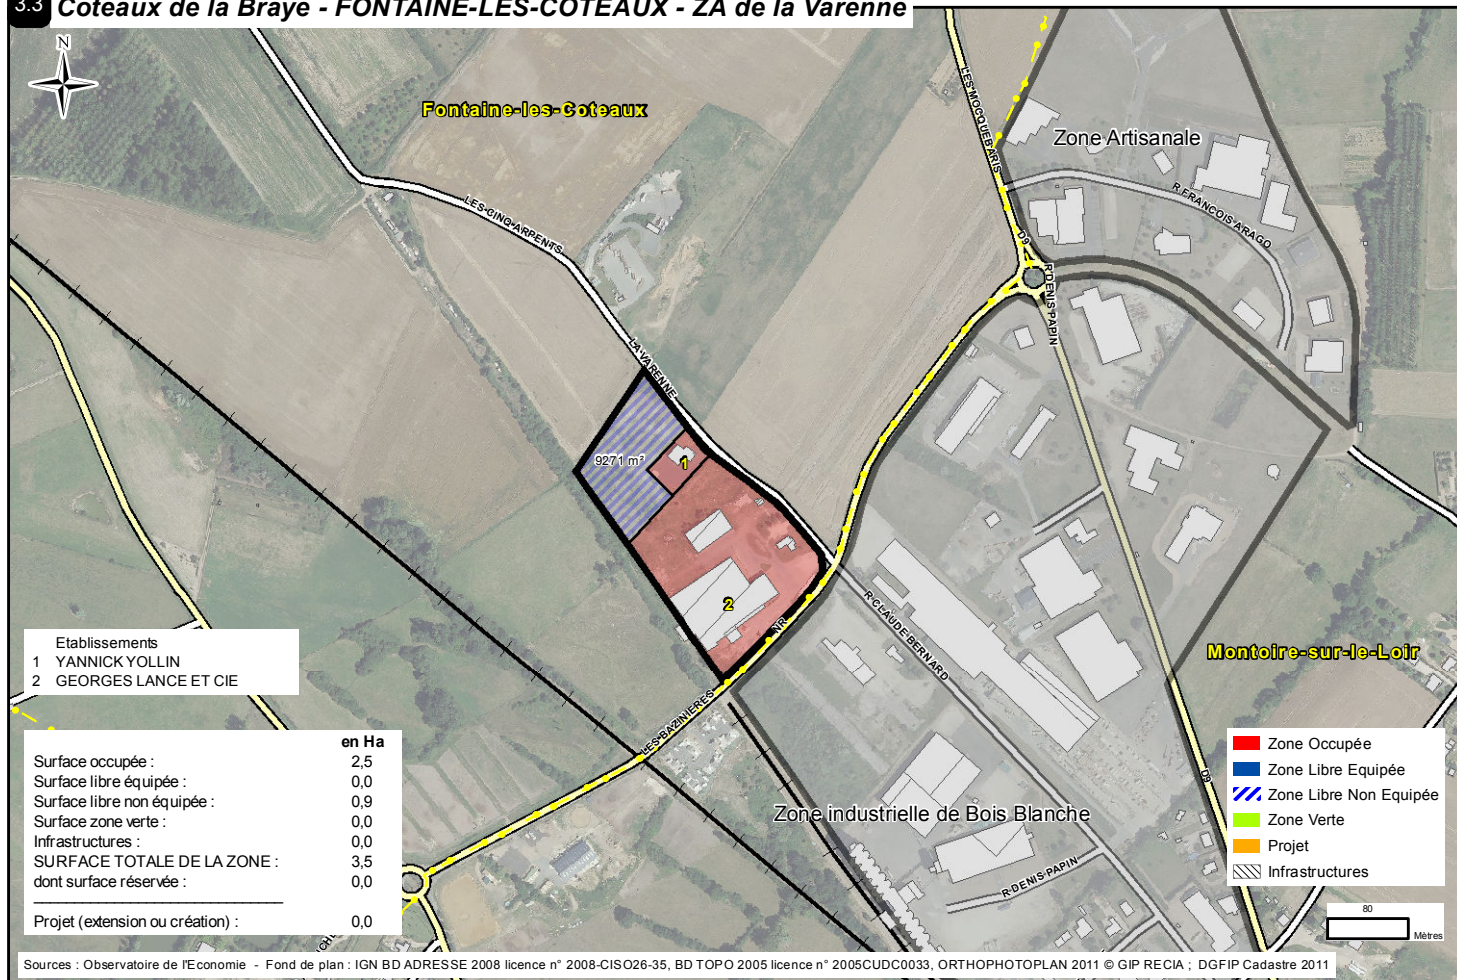 3.3 Coteaux de la Braye - FONTAINE-LES-COTEAUX - ZA de la Varenne
N
Fontaine-les-Coteaux
Zone Artisanale
LES MOCQUEBARIS
R FRANCOIS ARAGO
D9
R DENIS PAPIN
LES CINQ ARPENTS
LA VARENNE
9271 m²
1
2
NR
R CLAUDE BERNARD
Montoire-sur-le-Loir
LES BAZINIERES
D9
Zone industrielle de Bois Blanche
R DENIS PAPIN
Etablissements
1 YANNICK YOLLIN
2 GEORGES LANCE ET CIE
en Ha
Surface occupée : 2,5
Surface libre équipée : 0,0
Surface libre non équipée : 0,9
Surface zone verte : 0,0
Infrastructures : 0,0
SURFACE TOTALE DE LA ZONE : 3,5
dont surface réservée : 0,0
Projet (extension ou création) : 0,0
Zone Occupée
Zone Libre Equipée
Zone Libre Non Equipée
Zone Verte
Projet
Infrastructures
80
Mètres
Sources : Observatoire de l'Economie - Fond de plan : IGN BD ADRESSE 2008 licence n° 2008-CISO26-35, BD TOPO 2005 licence n° 2005CUDC0033, ORTHOPHOTOPLAN 2011 © GIP RECIA ; DGFIP Cadastre 2011